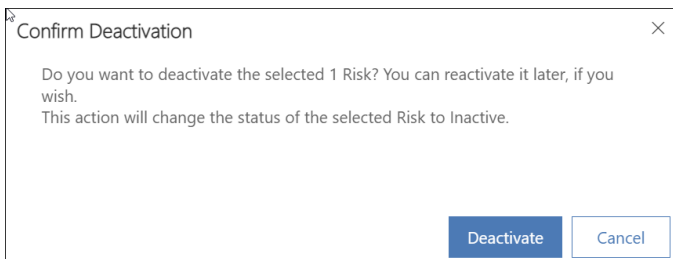 Confirm Deactivation
Do you want to deactivate the selected 1 Risk? You can reactivate it later, if you
wish.
This action will change the status of the selected Risk to Inactive.
Deactivate
Cancel